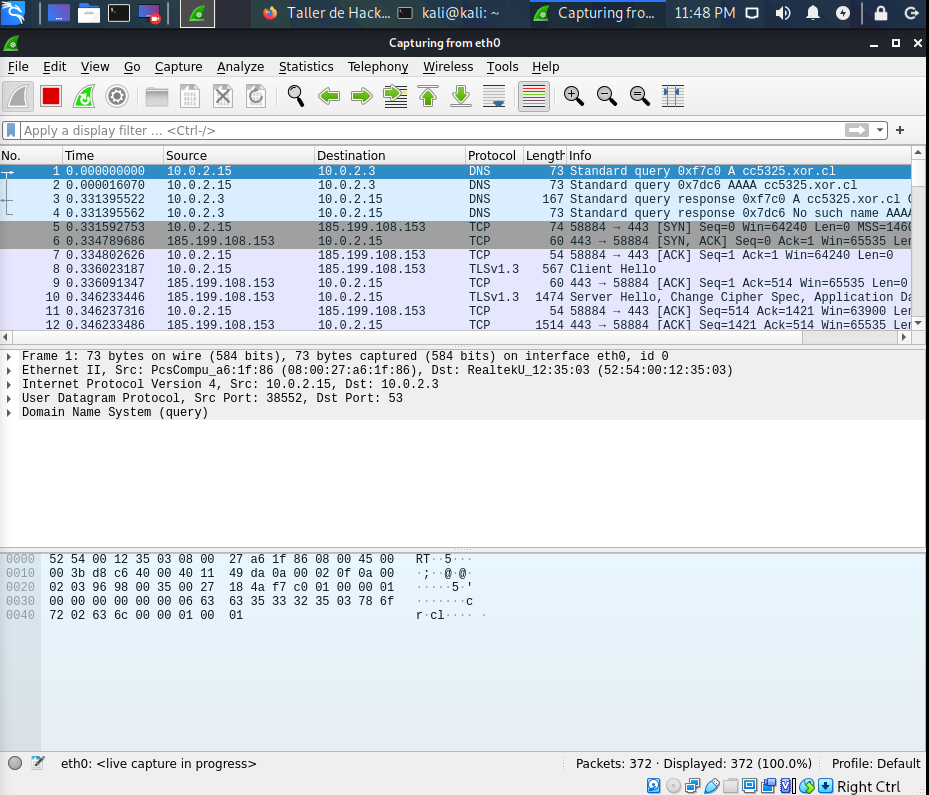 Taller de Hack... kali@kali: ~ Capturing fro... 11:48 PM
Capturing from eth0
File Edit View Go Capture Analyze Statistics Telephony Wireless Tools Help
Apply a display filter ... <Ctrl-/>
No. Time Source Destination Protocol Length Info
1 0.000000000 10.0.2.15 10.0.2.3 DNS 73 Standard query 0xf7c0 A cc5325.xor.cl
2 0.000016070 10.0.2.15 10.0.2.3 DNS 73 Standard query 0x7dc6 AAAA cc5325.xor.cl
3 0.331395522 10.0.2.3 10.0.2.15 DNS 167 Standard query response 0xf7c0 A cc5325.xor.cl
4 0.331395562 10.0.2.3 10.0.2.15 DNS 73 Standard query response 0x7dc6 No such name AAAA
5 0.331592753 10.0.2.15 185.199.108.153 TCP 74 58884 → 443 [SYN] Seq=0 Win=64240 Len=0 MSS=1460
6 0.334789686 185.199.108.153 10.0.2.15 TCP 60 443 → 58884 [SYN, ACK] Seq=0 Ack=1 Win=65535 Len
7 0.334802626 10.0.2.15 185.199.108.153 TCP 54 58884 → 443 [ACK] Seq=1 Ack=1 Win=64240 Len=0
8 0.336023187 10.0.2.15 185.199.108.153 TLSv1.3 567 Client Hello
9 0.336091347 185.199.108.153 10.0.2.15 TCP 60 443 → 58884 [ACK] Seq=1 Ack=514 Win=65535 Len=0
10 0.346233446 185.199.108.153 10.0.2.15 TLSv1.3 1474 Server Hello, Change Cipher Spec, Application Da
11 0.346237316 10.0.2.15 185.199.108.153 TCP 54 58884 → 443 [ACK] Seq=514 Ack=1421 Win=63900 Len
12 0.346233486 185.199.108.153 10.0.2.15 TCP 1514 443 → 58884 [ACK] Seq=1421 Ack=514 Win=65535 Len
Frame 1: 73 bytes on wire (584 bits), 73 bytes captured (584 bits) on interface eth0, id 0
Ethernet II, Src: PcsCompu_a6:1f:86 (08:00:27:a6:1f:86), Dst: RealtekU_12:35:03 (52:54:00:12:35:03)
Internet Protocol Version 4, Src: 10.0.2.15, Dst: 10.0.2.3
User Datagram Protocol, Src Port: 38552, Dst Port: 53
Domain Name System (query)
0000 52 54 00 12 35 03 08 00 27 a6 1f 86 08 00 45 00 RT··5···
0010 00 3b d8 c6 40 00 40 11 49 da 0a 00 02 0f 0a 00 ·;··@·@·
0020 02 03 96 98 00 35 00 27 18 4a f7 c0 01 00 00 01 ·····5·'
0030 00 00 00 00 00 00 06 63 63 35 33 32 35 03 78 6f ·······c
0040 72 02 63 6c 00 00 01 00 01 r·cl···· ·
eth0: <live capture in progress> Packets: 372 · Displayed: 372 (100.0%) Profile: Default
Right Ctrl